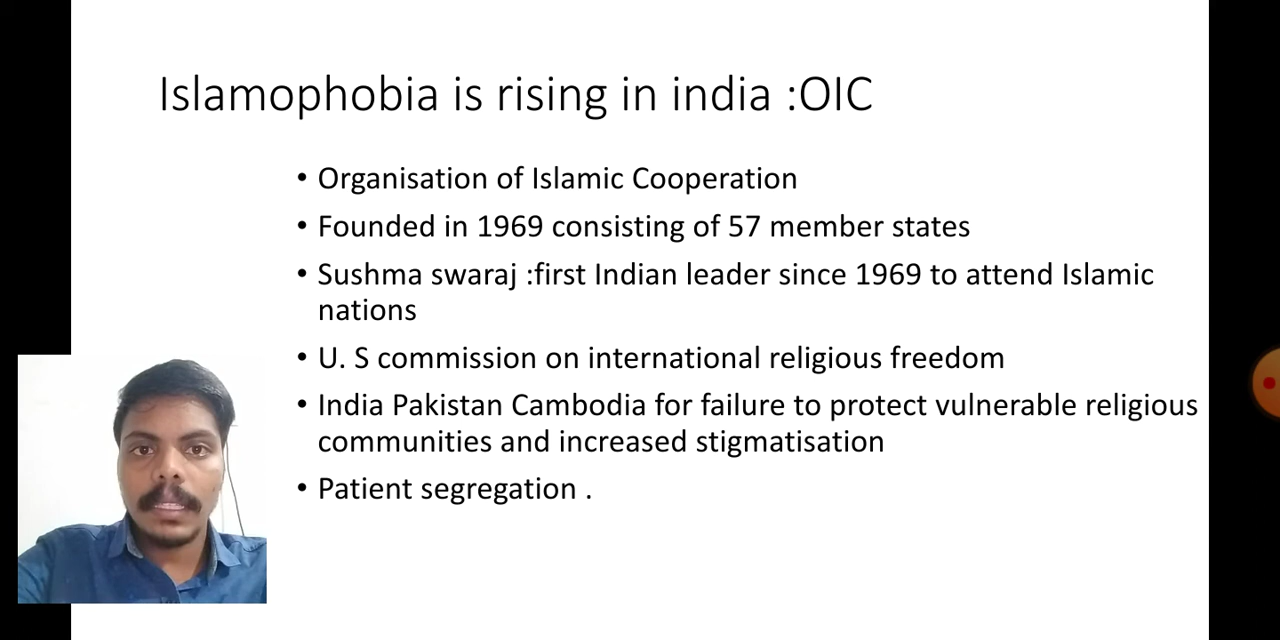 Islamophobia is rising in india :OIC
• Organisation of Islamic Cooperation
• Founded in 1969 consisting of 57 member states
• Sushma swaraj :first Indian leader since 1969 to attend Islamic
nations
• U. S commission on international religious freedom
• India Pakistan Cambodia for failure to protect vulnerable religious
communities and increased stigmatisation
• Patient segregation .